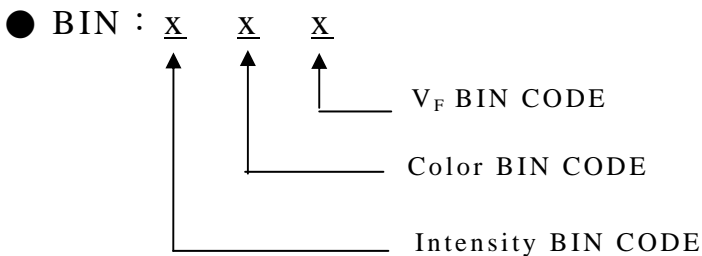 ● BIN : x x x
V_F BIN CODE
Color BIN CODE
Intensity BIN CODE